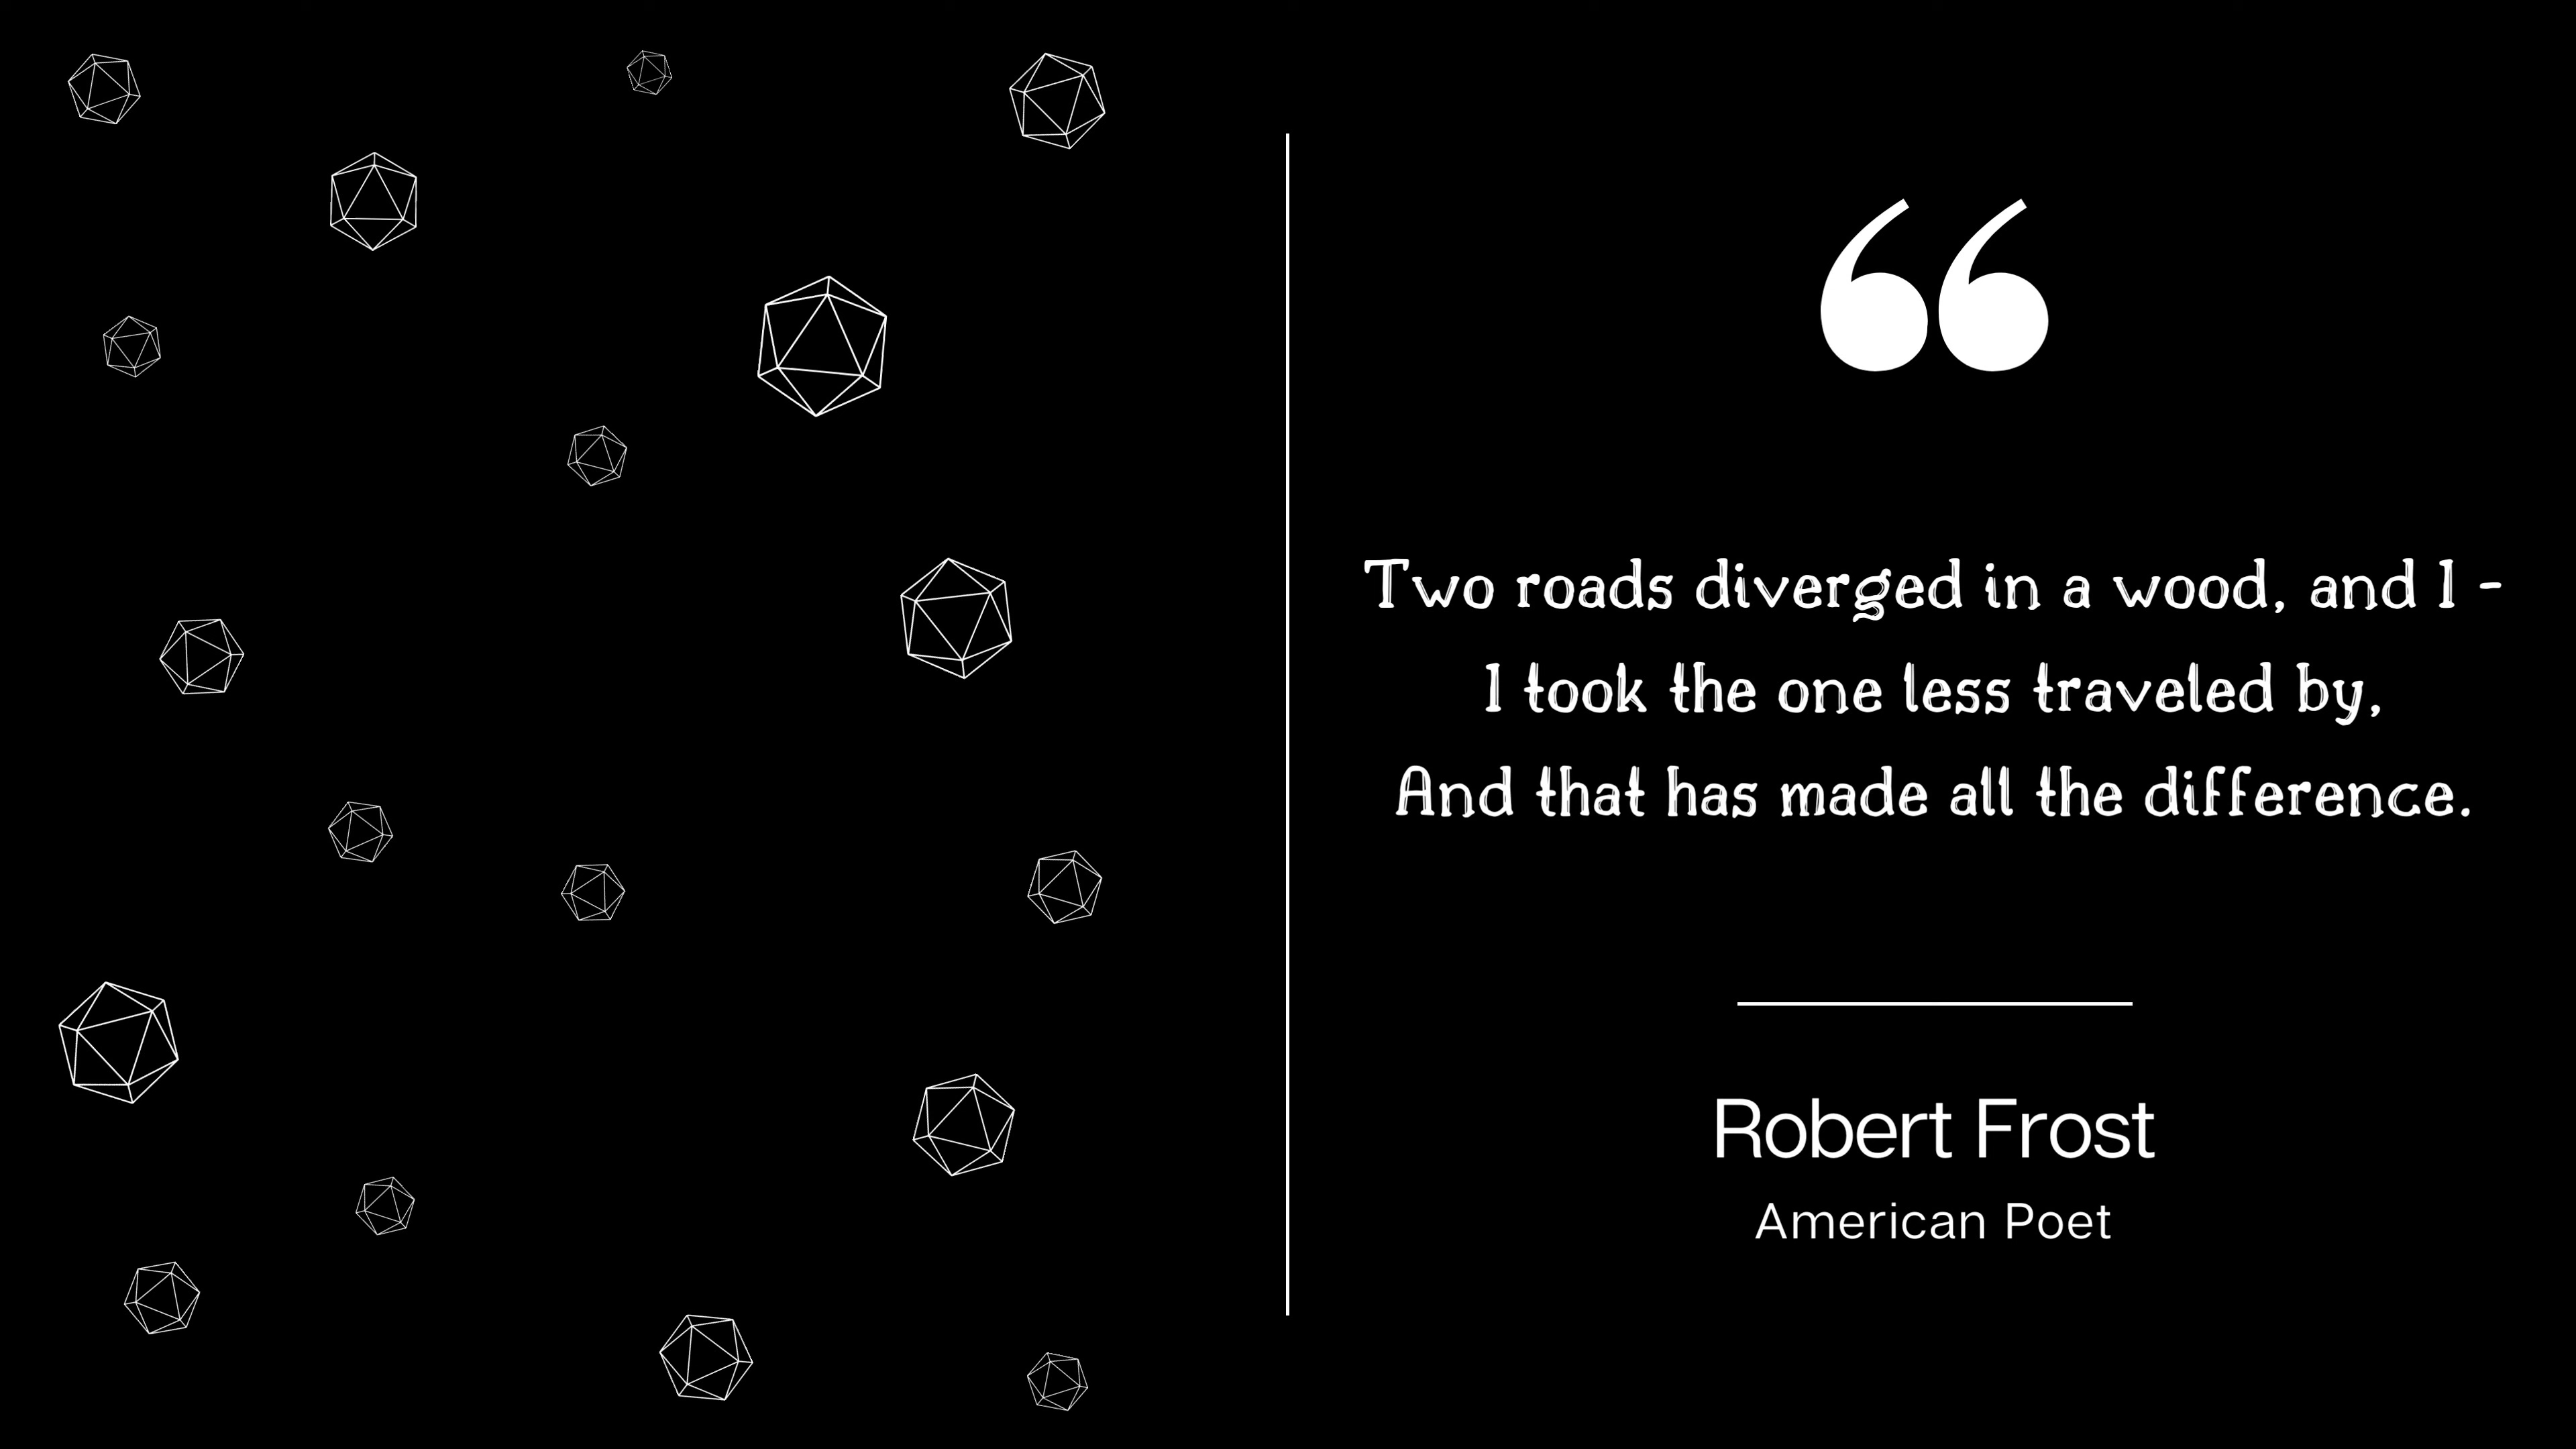 “
Two roads diverged in a wood, and I -
I took the one less traveled by,
And that has made all the difference.
Robert Frost
American Poet